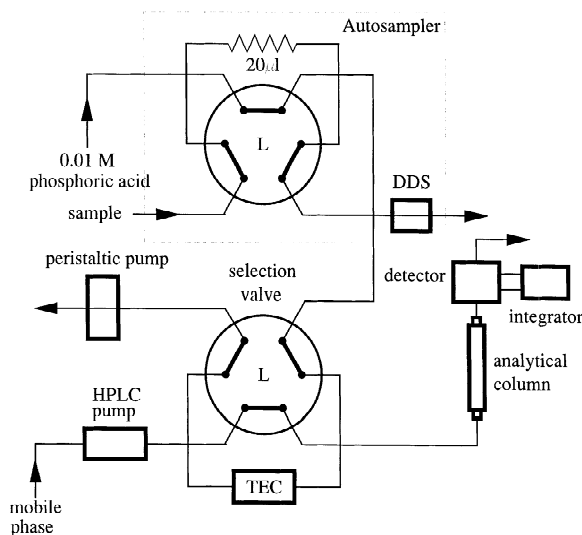 Autosampler
20μl
L
0.01 M
phosphoric acid
sample
DDS
peristaltic pump
selection
valve
detector
integrator
L
analytical
column
HPLC
pump
TEC
mobile
phase